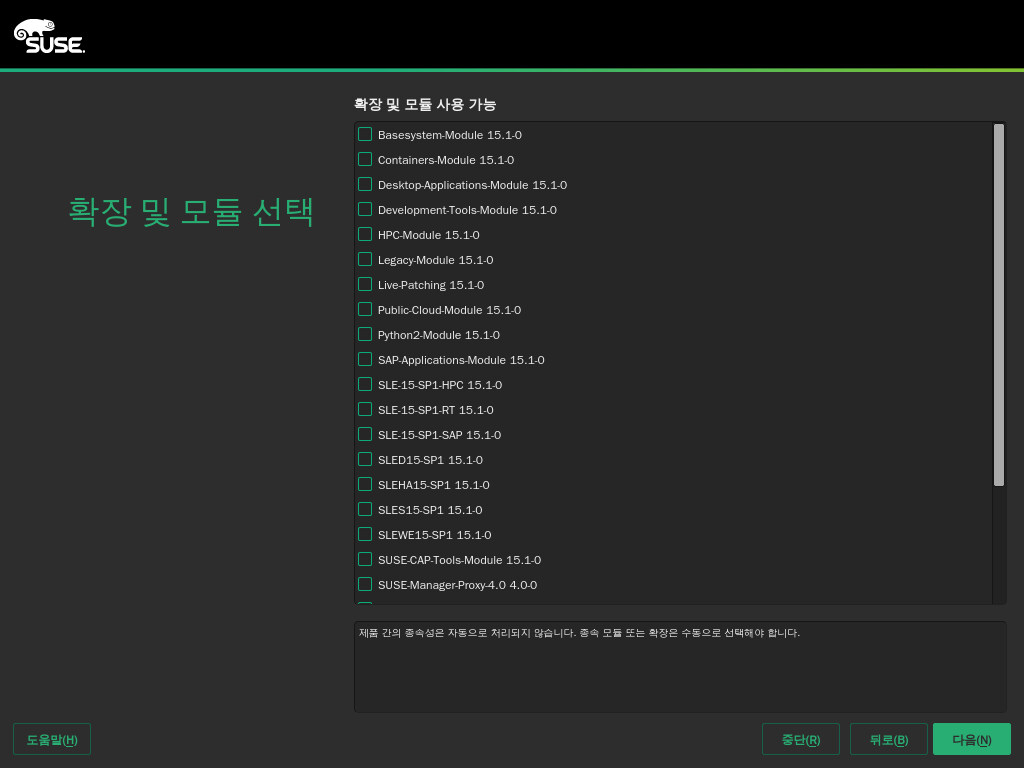 SUSE.
확장 및 모듈 사용 가능
확장 및 모듈 선택
Basesystem-Module 15.1-0
Containers-Module 15.1-0
Desktop-Applications-Module 15.1-0
Development-Tools-Module 15.1-0
HPC-Module 15.1-0
Legacy-Module 15.1-0
Live-Patching 15.1-0
Public-Cloud-Module 15.1-0
Python2-Module 15.1-0
SAP-Applications-Module 15.1-0
SLE-15-SP1-HPC 15.1-0
SLE-15-SP1-RT 15.1-0
SLE-15-SP1-SAP 15.1-0
SLED15-SP1 15.1-0
SLEHA15-SP1 15.1-0
SLES15-SP1 15.1-0
SLEWE15-SP1 15.1-0
SUSE-CAP-Tools-Module 15.1-0
SUSE-Manager-Proxy-4.0 4.0-0
제품 간의 종속성은 자동으로 처리되지 않습니다. 종속 모듈 또는 확장은 수동으로 선택해야 합니다.
도움말(H)
중단(R)
뒤로(B)
다음(N)